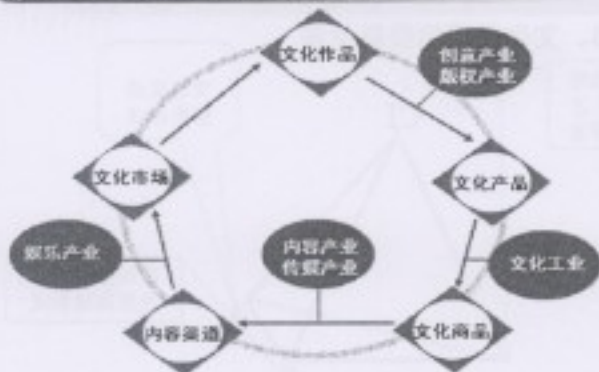 文化作品
创意产业
版权产业
文化市场
文化产品
娱乐产业
内容产业
传媒产业
文化工业
内容渠道
文化商品